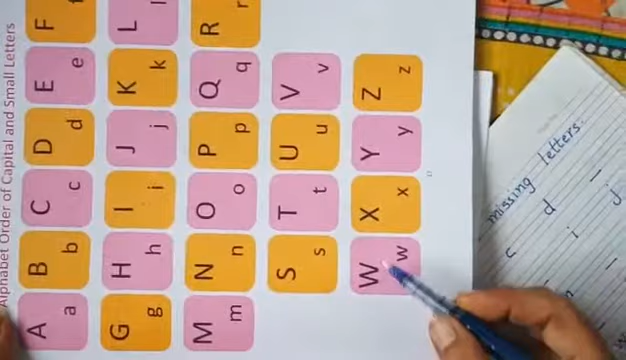 Alphabet Order of Capital and Small Letters
A a B b C c D d E e F f
G g H h I i J j K k L l
M m N n O o P p Q q R r
S s T t U u V v
W w X x Y y Z z
missing letters.
c d
i j